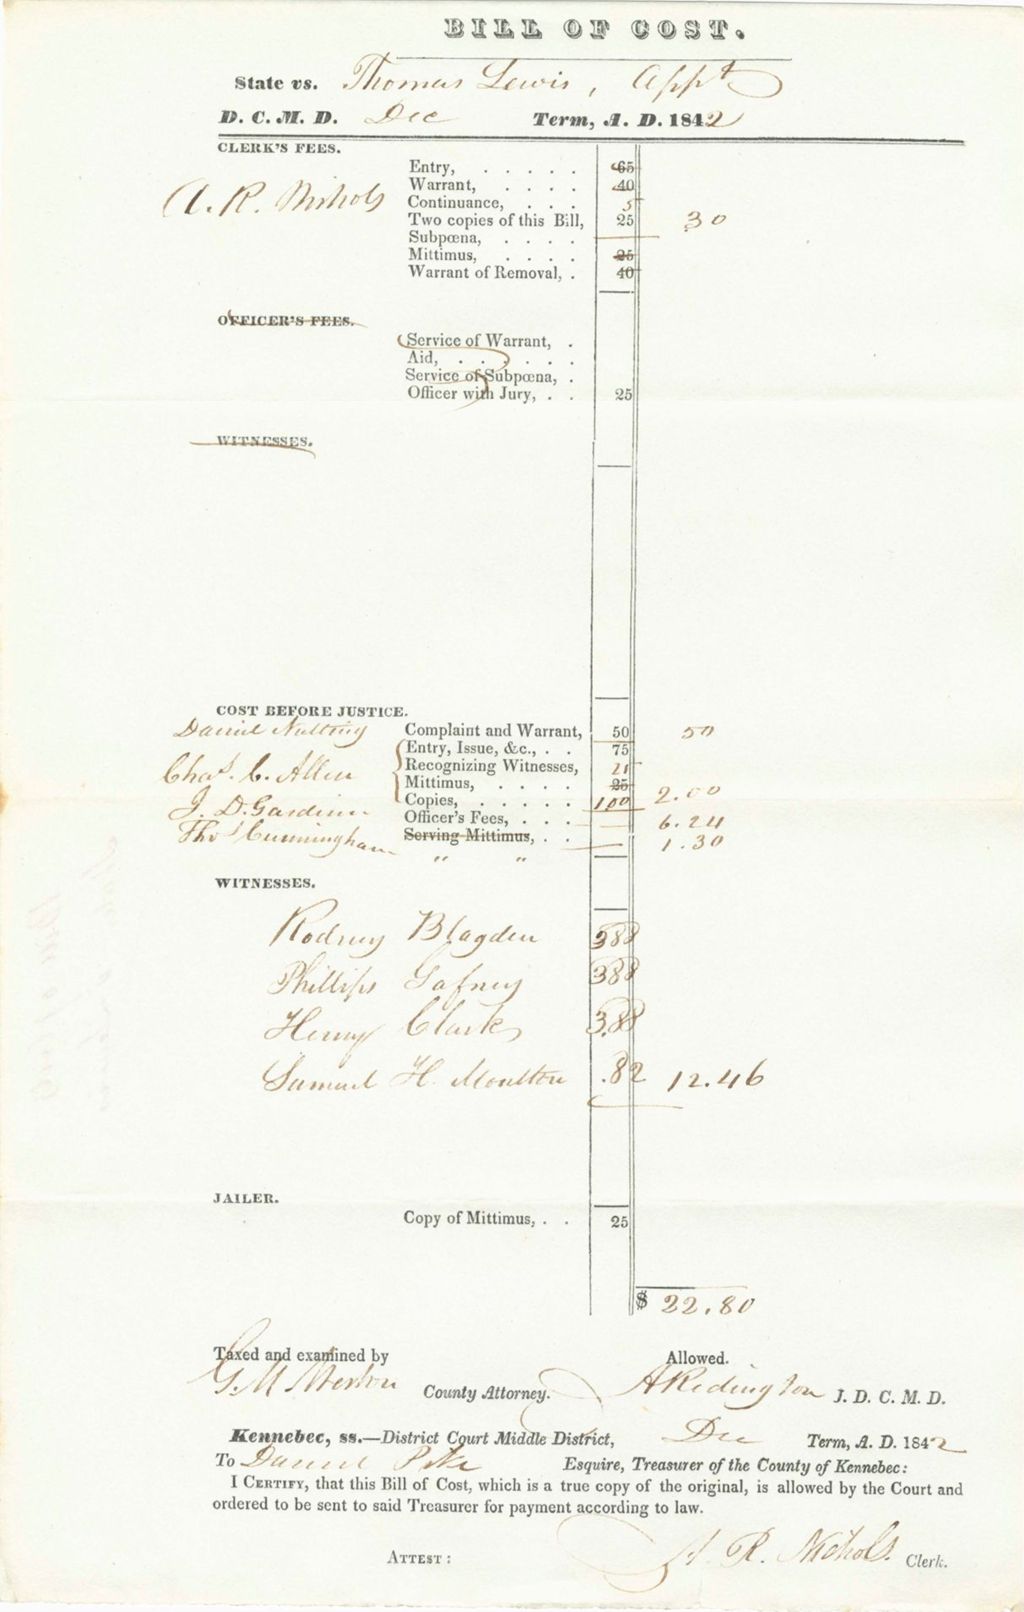 BILL OF COST.
State vs. Thomas Lewis, Appt
D. C. M. D. Dec Term, A. D. 1842
CLERK'S FEES.
Entry, . . . . . 65
Warrant, . . . . 40
A. R. Nichols Continuance, . . . 5
Two copies of this Bill, 25 30
Subpœna, . . . .
Mittimus, . . . . 25
Warrant of Removal, . 40
OFFICER'S FEES.
Service of Warrant, .
Aid, . . . . . .
Service of Subpœna, .
Officer with Jury, . . 25
WITNESSES.
COST BEFORE JUSTICE.
Daniel Nutting Complaint and Warrant, 50 50
Entry, Issue, &c., . . 75
Chas. C. Allen Recognizing Witnesses,
Mittimus, . . . . 25
J. D. Gardiner Copies, . . . . . 100 2.00
Officer's Fees, . . . 6.24
Thos Cunningham Serving Mittimus, . . 1.30
" "
WITNESSES.
Rodney Blagden 388
Phillips Gafney 388
Henry Clark 3.88
Samuel H. Moulton .82 12.46
JAILER.
Copy of Mittimus, . . 25
$ 22.80
Taxed and examined by Allowed.
County Attorney. A Redington J. D. C. M. D.
Kennebec, ss.—District Court Middle District, Dec Term, A. D. 1842
To Daniel Pike Esquire, Treasurer of the County of Kennebec:
I CERTIFY, that this Bill of Cost, which is a true copy of the original, is allowed by the Court and
ordered to be sent to said Treasurer for payment according to law.
ATTEST: A. R. Nichols. Clerk.